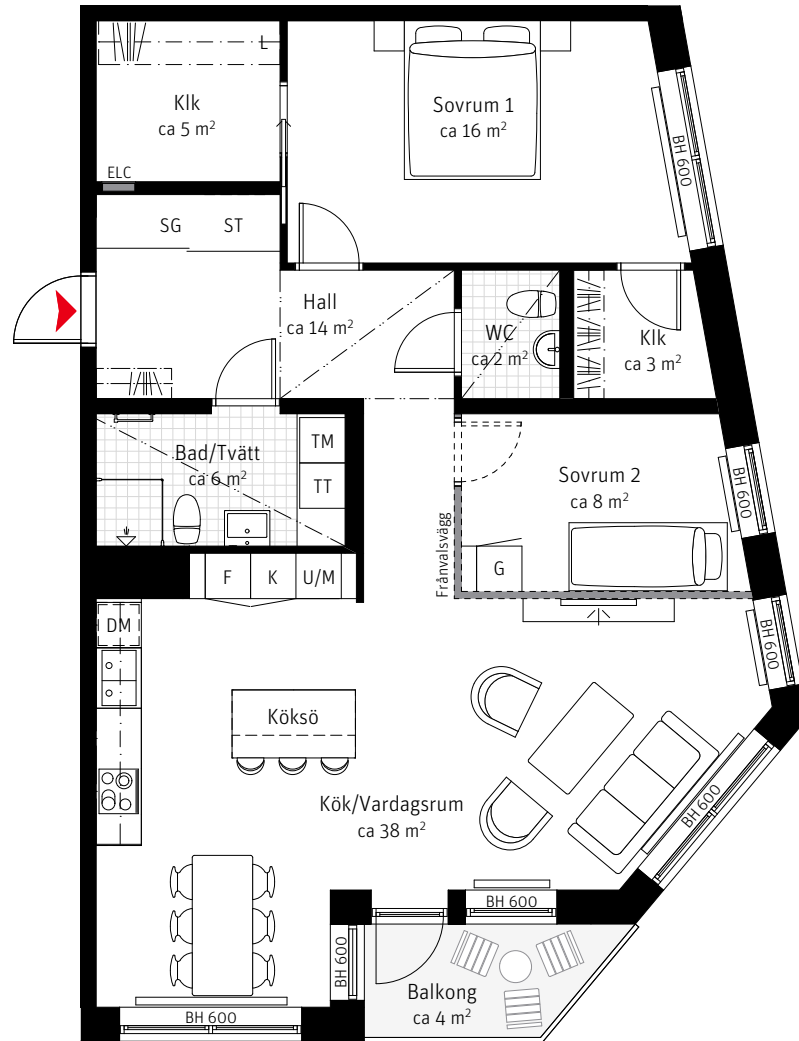 L
Klk
ca 5 m²
ELC
Sovrum 1
ca 16 m²
BH 600
SG
ST
Hall
ca 14 m²
WC
ca 2 m²
Klk
ca 3 m²
Bad/Tvätt
ca 6 m²
TM
TT
Sovrum 2
ca 8 m²
BH 600
Frånvalsvägg
G
F
K
U/M
DM
BH 600
Köksö
Kök/Vardagsrum
ca 38 m²
BH 600
BH 600
BH 600
Balkong
ca 4 m²
BH 600